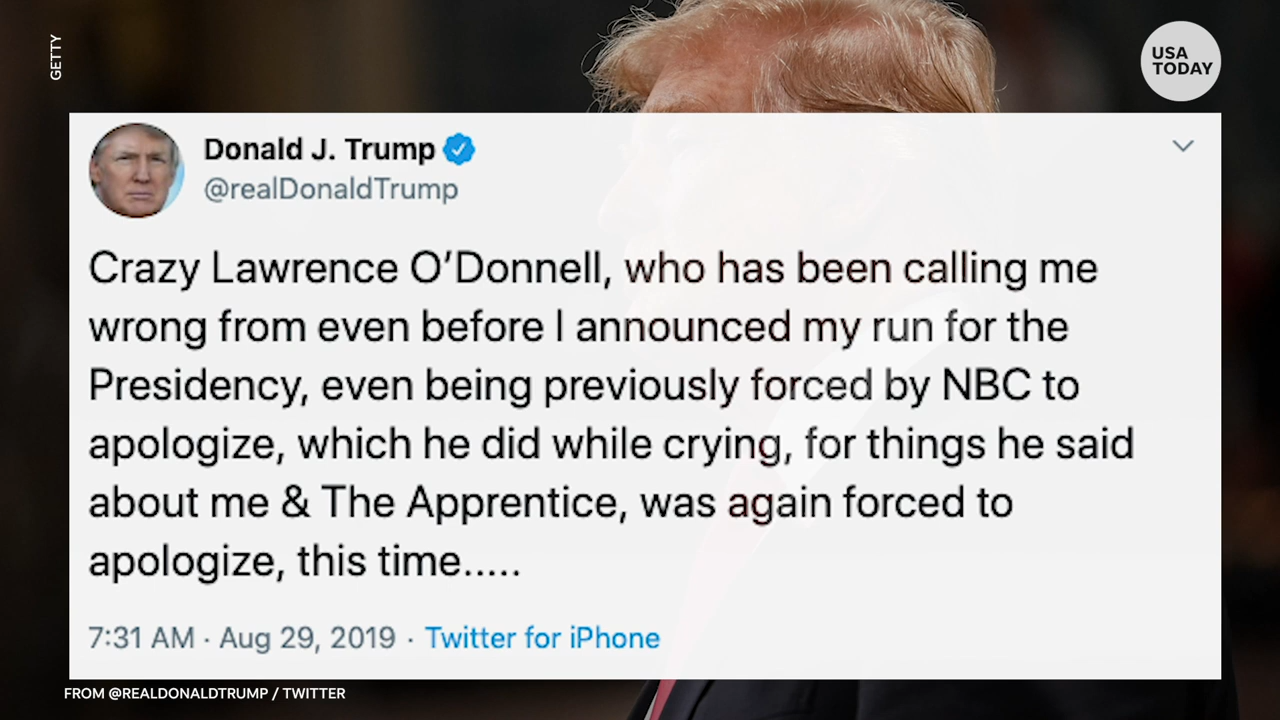 GETTY
USA
TODAY
Donald J. Trump
@realDonaldTrump
Crazy Lawrence O’Donnell, who has been calling me
wrong from even before I announced my run for the
Presidency, even being previously forced by NBC to
apologize, which he did while crying, for things he said
about me & The Apprentice, was again forced to
apologize, this time.....
7:31 AM · Aug 29, 2019 · Twitter for iPhone
FROM @REALDONALDTRUMP / TWITTER